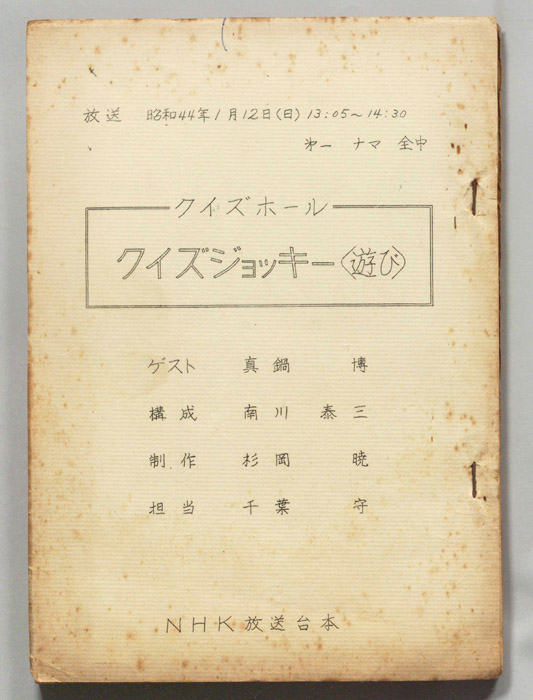 放送 昭和44年1月12日(日) 13:05~14:30
第一 ナマ 全中
クイズホール
クイズジョッキー〈遊び〉
ゲスト 真鍋 博
構成 南川 泰三
制作 杉岡 暁
担当 千葉 守
NHK放送台本